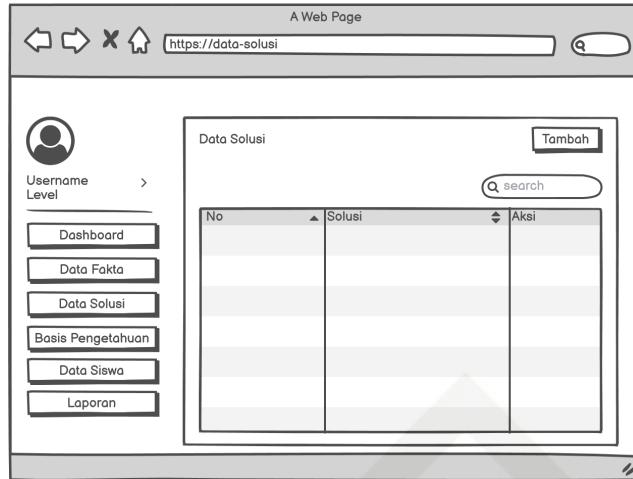 A Web Page
https://data-solusi
Username
Level
Dashboard
Data Fakta
Data Solusi
Basis Pengetahuan
Data Siswa
Laporan
Data Solusi
Tambah
search
No
Solusi
Aksi